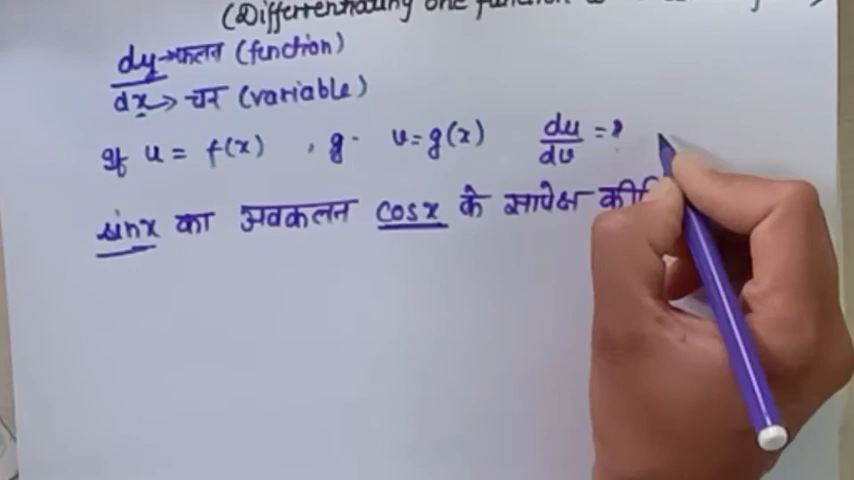 (Differentiating one function
dy→फलन (function)
dx→ चर (variable)
If u = f(x) , g v=g(x) du/dv = ?
sinx का अवकलन cosx के सापेक्ष